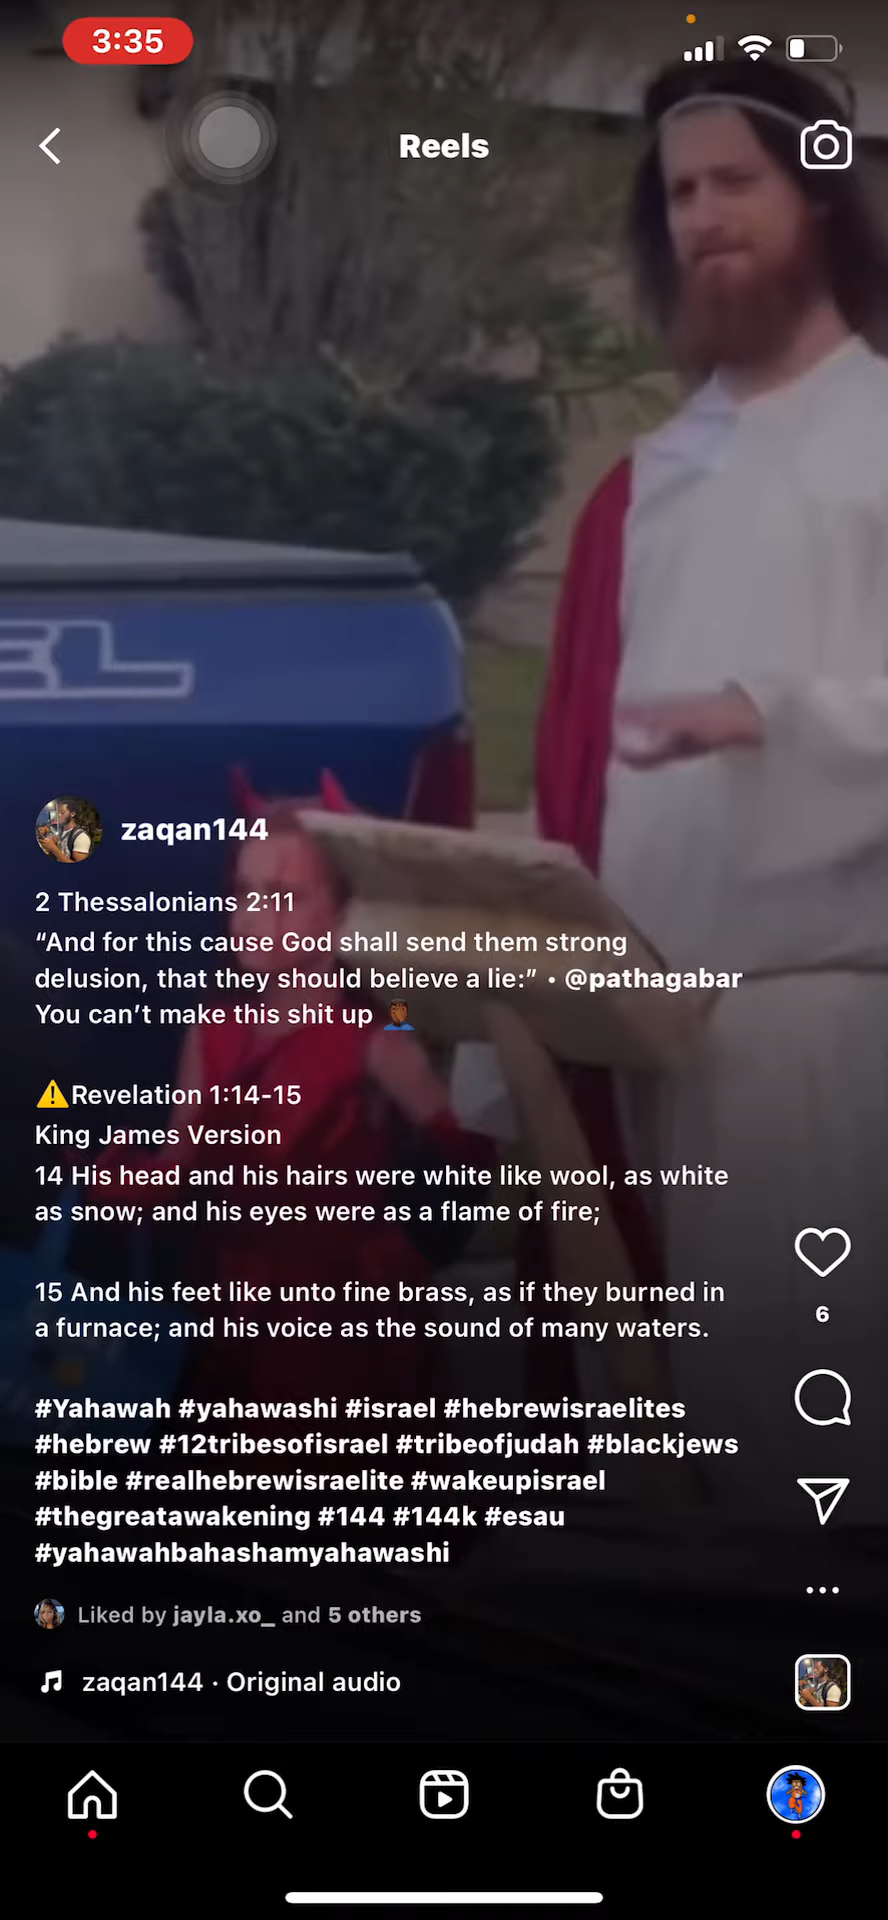 3:35
Reels
EL
zaqan144
2 Thessalonians 2:11
“And for this cause God shall send them strong
delusion, that they should believe a lie:” • @pathagabar
You can’t make this shit up 🤦🏾‍♂️
⚠️Revelation 1:14-15
King James Version
14 His head and his hairs were white like wool, as white
as snow; and his eyes were as a flame of fire;
15 And his feet like unto fine brass, as if they burned in
a furnace; and his voice as the sound of many waters.
6
#Yahawah #yahawashi #israel #hebrewisraelites
#hebrew #12tribesofisrael #tribeofjudah #blackjews
#bible #realhebrewisraelite #wakeupisrael
#thegreatawakening #144 #144k #esau
#yahawahbahashamyahawashi
Liked by jayla.xo_ and 5 others
zaqan144 · Original audio